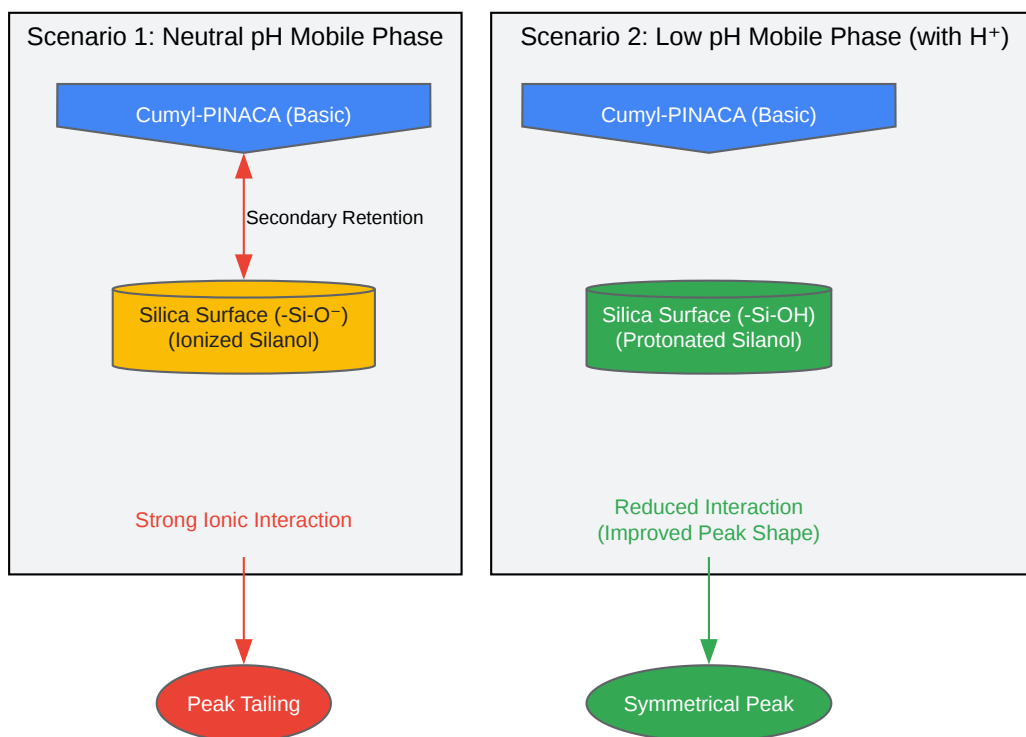 Scenario 1: Neutral pH Mobile Phase
Cumyl-PINACA (Basic)
Secondary Retention
Silica Surface (-Si-O⁻)
(Ionized Silanol)
Strong Ionic Interaction
Peak Tailing
Scenario 2: Low pH Mobile Phase (with H⁺)
Cumyl-PINACA (Basic)
Silica Surface (-Si-OH)
(Protonated Silanol)
Reduced Interaction
(Improved Peak Shape)
Symmetrical Peak